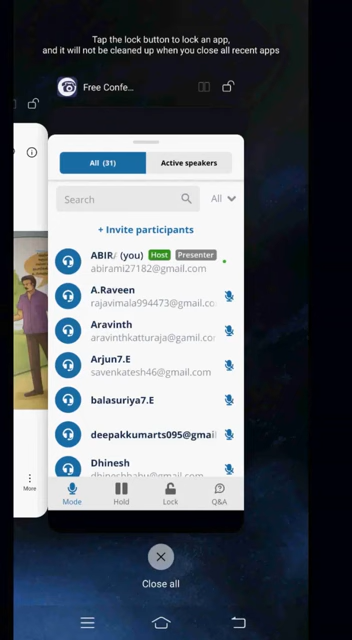 Tap the lock button to lock an app,
and it will not be cleaned up when you close all recent apps
Free Confe...
All (31)
Active speakers
Search
All
+ Invite participants
ABIR/ (you) Host Presenter
abirami27182@gmail.com
A.Raveen
rajavimala994473@gmail.co
Aravinth
aravinthkatturaja@gamil.cor
Arjun7.E
savenkatesh46@gmail.com
balasuriya7.E
deepakkumarts095@gmai
Dhinesh
More
Mode
Hold
Lock
Q&A
Close all